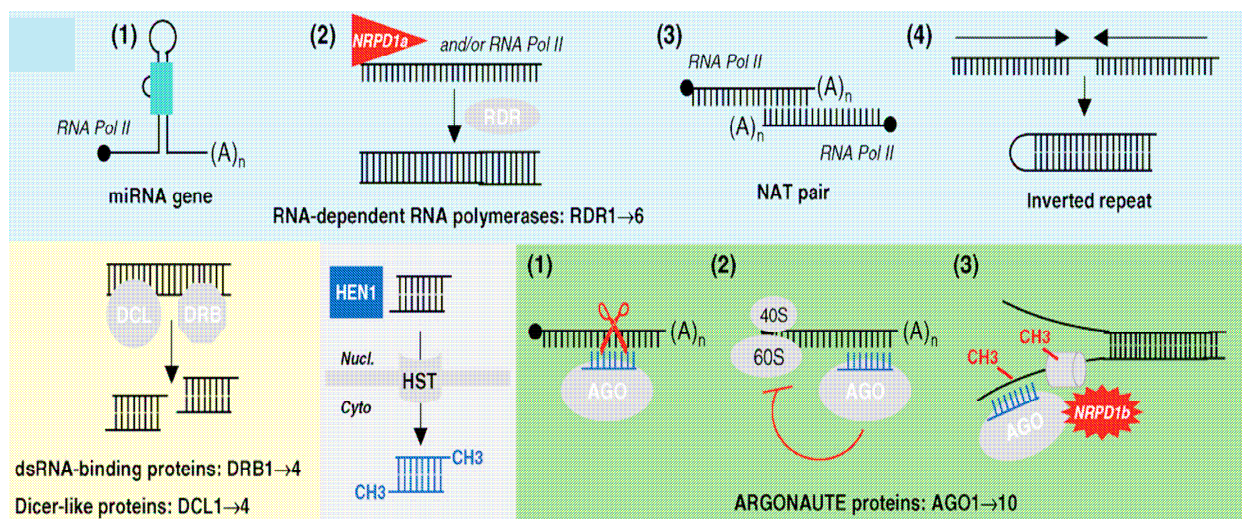 (1)
RNA Pol II
(A)n
miRNA gene
(2)
NRPD1a
and/or RNA Pol II
RDR
RNA-dependent RNA polymerases: RDR1→6
(3)
RNA Pol II
(A)n
(A)n
RNA Pol II
NAT pair
(4)
Inverted repeat
DCL
DRB
dsRNA-binding proteins: DRB1→4
Dicer-like proteins: DCL1→4
HEN1
Nucl.
HST
Cyto
CH3
CH3
(1)
(A)n
AGO
(2)
40S
60S
(A)n
AGO
(3)
CH3
CH3
AGO
NRPD1b
ARGONAUTE proteins: AGO1→10